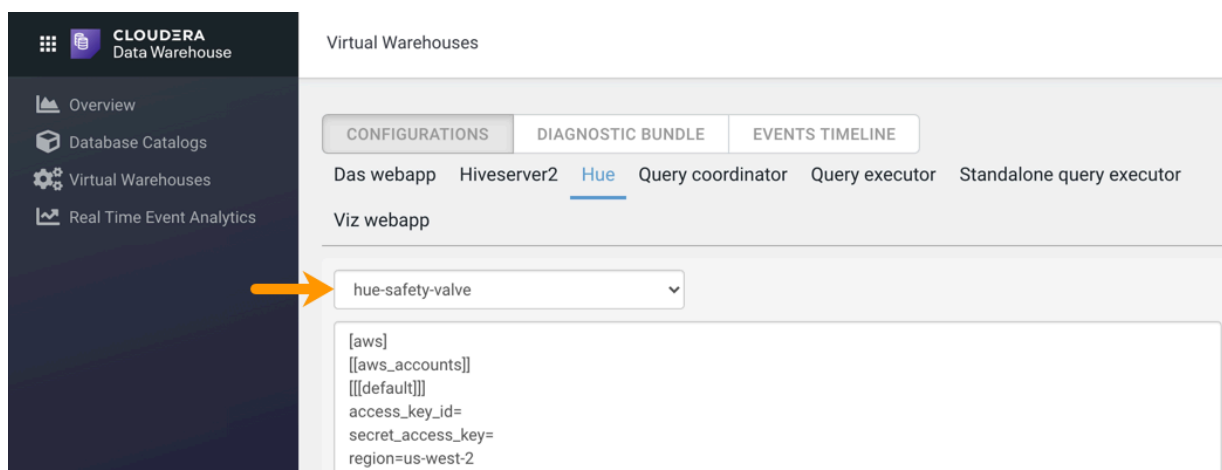 CLOUDERA
Data Warehouse
Overview
Database Catalogs
Virtual Warehouses
Real Time Event Analytics
Virtual Warehouses
CONFIGURATIONS DIAGNOSTIC BUNDLE EVENTS TIMELINE
Das webapp Hiveserver2 Hue Query coordinator Query executor Standalone query executor
Viz webapp
hue-safety-valve
[aws]
[[aws_accounts]]
[[[default]]]
access_key_id=
secret_access_key=
region=us-west-2